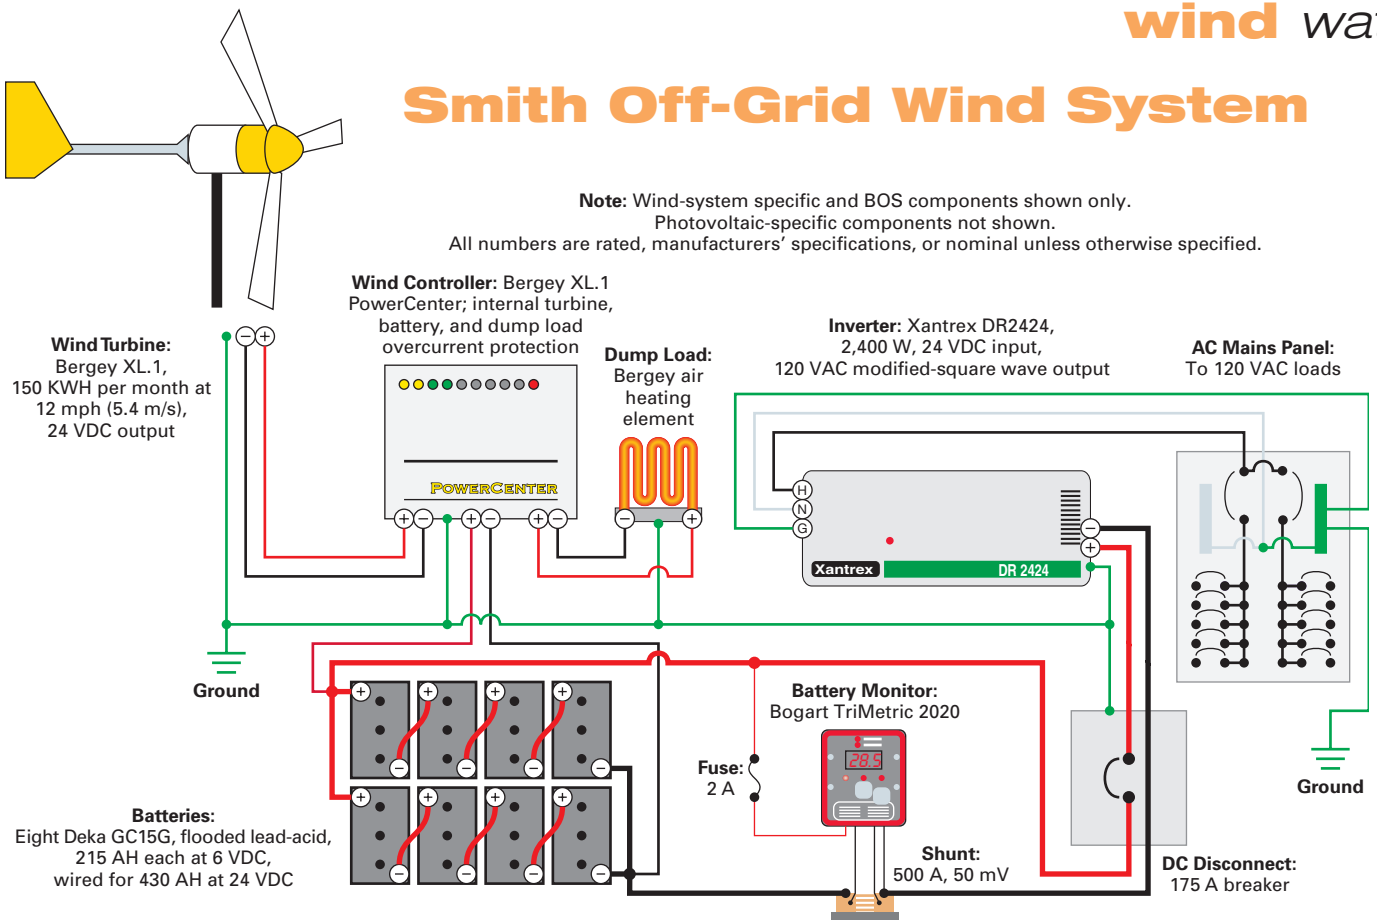 wind wat
Smith Off-Grid Wind System
Note: Wind-system specific and BOS components shown only.
Photovoltaic-specific components not shown.
All numbers are rated, manufacturers’ specifications, or nominal unless otherwise specified.
Wind Turbine:
Bergey XL.1,
150 KWH per month at
12 mph (5.4 m/s),
24 VDC output
Wind Controller: Bergey XL.1
PowerCenter; internal turbine,
battery, and dump load
overcurrent protection
POWERCENTER
Dump Load:
Bergey air
heating
element
Inverter: Xantrex DR2424,
2,400 W, 24 VDC input,
120 VAC modified-square wave output
H
N
G
Xantrex
DR 2424
AC Mains Panel:
To 120 VAC loads
Ground
Batteries:
Eight Deka GC15G, flooded lead-acid,
215 AH each at 6 VDC,
wired for 430 AH at 24 VDC
Fuse:
2 A
Battery Monitor:
Bogart TriMetric 2020
28.5
Shunt:
500 A, 50 mV
DC Disconnect:
175 A breaker
Ground